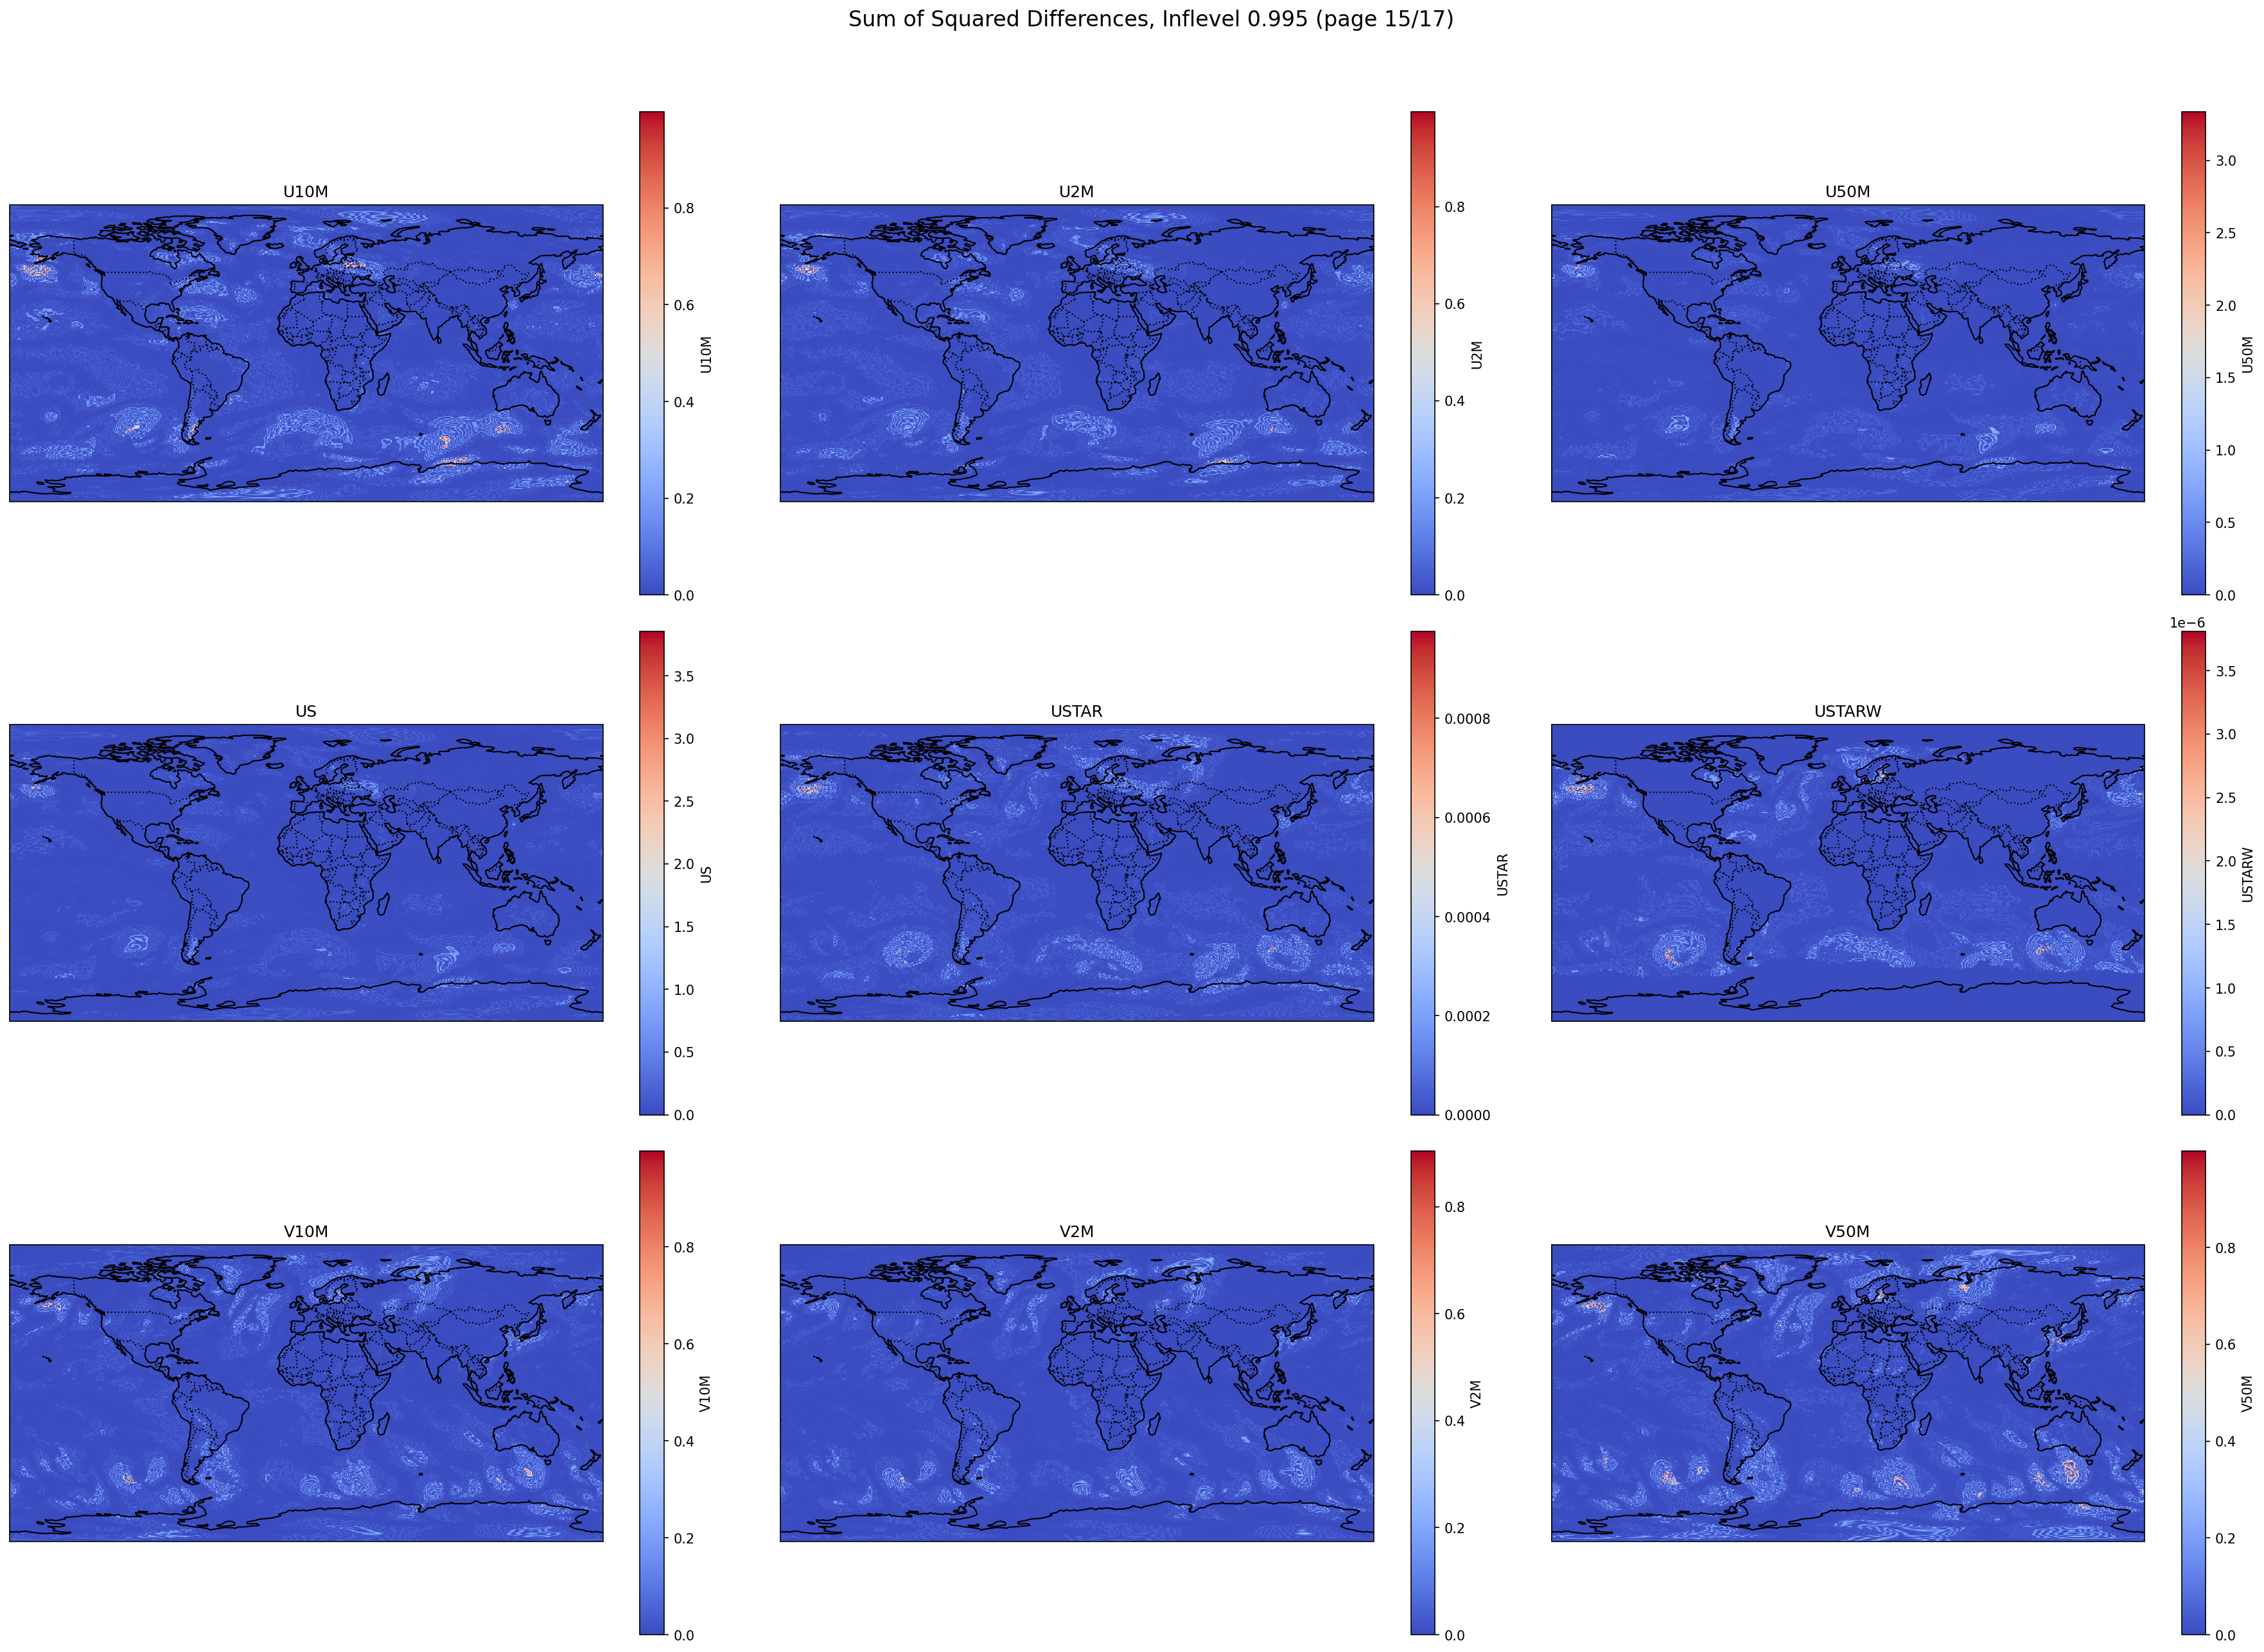 Sum of Squared Differences, Inflevel 0.995 (page 15/17)
U10M
0.8
0.6
0.4
0.2
0.0
U10M
U2M
0.8
0.6
0.4
0.2
0.0
U2M
U50M
3.0
2.5
2.0
1.5
1.0
0.5
0.0
U50M
US
3.5
3.0
2.5
2.0
1.5
1.0
0.5
0.0
US
USTAR
0.0008
0.0006
0.0004
0.0002
0.0000
USTAR
USTARW
1e−6
3.5
3.0
2.5
2.0
1.5
1.0
0.5
0.0
USTARW
V10M
0.8
0.6
0.4
0.2
0.0
V10M
V2M
0.8
0.6
0.4
0.2
0.0
V2M
V50M
0.8
0.6
0.4
0.2
0.0
V50M